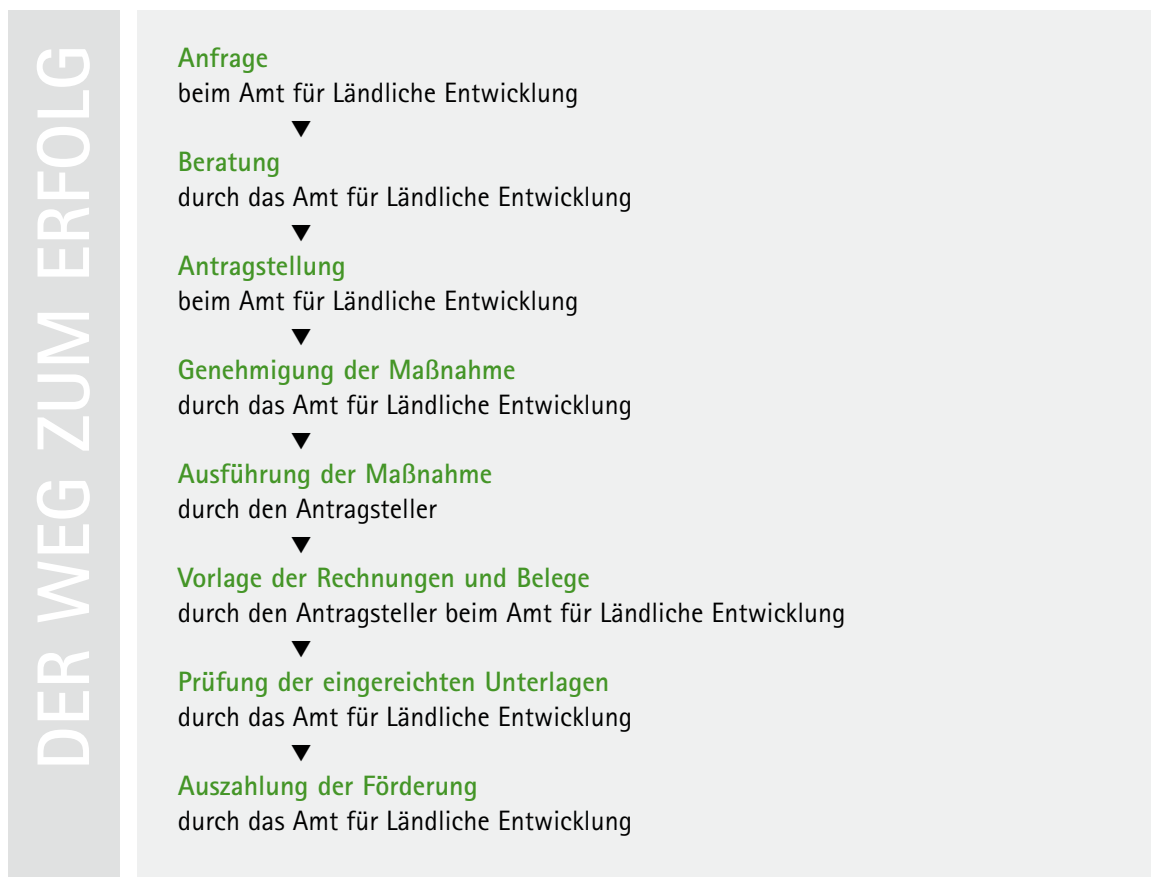 DER WEG ZUM ERFOLG
Anfrage
beim Amt für Ländliche Entwicklung
▼
Beratung
durch das Amt für Ländliche Entwicklung
▼
Antragstellung
beim Amt für Ländliche Entwicklung
▼
Genehmigung der Maßnahme
durch das Amt für Ländliche Entwicklung
▼
Ausführung der Maßnahme
durch den Antragsteller
▼
Vorlage der Rechnungen und Belege
durch den Antragsteller beim Amt für Ländliche Entwicklung
▼
Prüfung der eingereichten Unterlagen
durch das Amt für Ländliche Entwicklung
▼
Auszahlung der Förderung
durch das Amt für Ländliche Entwicklung